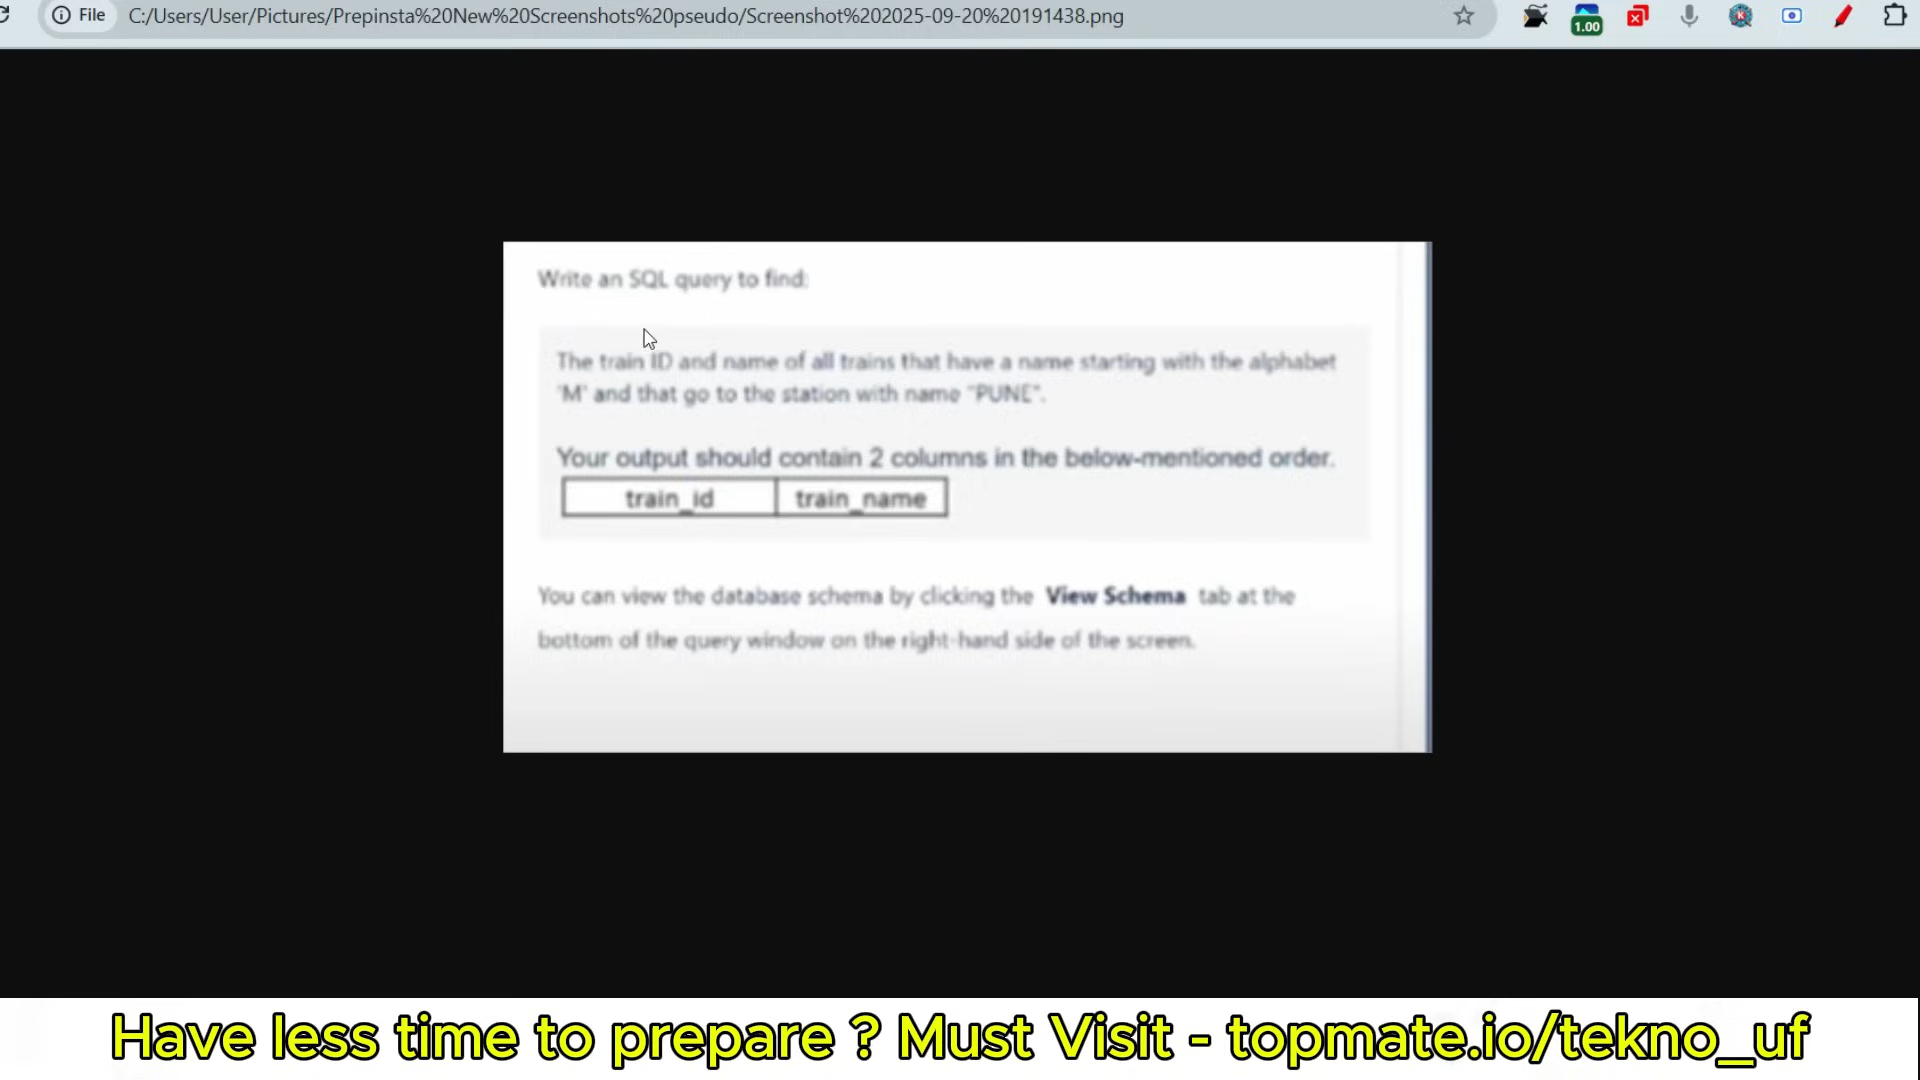 File C:/Users/User/Pictures/Prepinsta%20New%20Screenshots%20pseudo/Screenshot%202025-09-20%20191438.png
1.00
Write an SQL query to find:
The train ID and name of all trains that have a name starting with the alphabet
'M' and that go to the station with name "PUNE".
Your output should contain 2 columns in the below-mentioned order.
train_id train_name
You can view the database schema by clicking the View Schema tab at the
bottom of the query window on the right-hand side of the screen.
Have less time to prepare ? Must Visit - topmate.io/tekno_uf